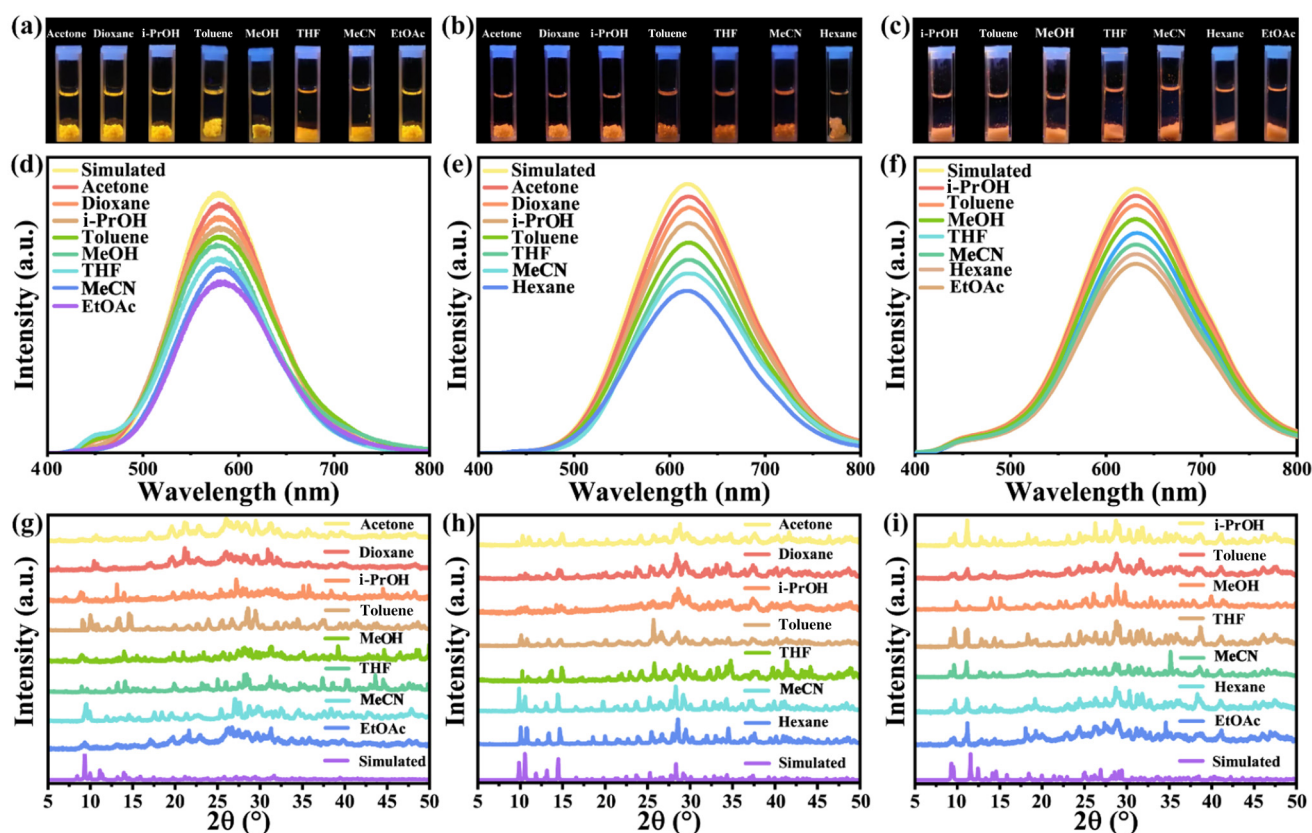 (a)
Acetone Dioxane i-PrOH Toluene MeOH THF MeCN EtOAc
(b)
Acetone Dioxane i-PrOH Toluene THF MeCN Hexane
(c)
i-PrOH Toluene MeOH THF MeCN Hexane EtOAc
(d)
Simulated
Acetone
Dioxane
i-PrOH
Toluene
MeOH
THF
MeCN
EtOAc
Intensity (a.u.)
400 500 600 700 800
Wavelength (nm)
(e)
Simulated
Acetone
Dioxane
i-PrOH
Toluene
THF
MeCN
Hexane
Intensity (a.u.)
400 500 600 700 800
Wavelength (nm)
(f)
Simulated
i-PrOH
Toluene
MeOH
THF
MeCN
Hexane
EtOAc
Intensity (a.u.)
400 500 600 700 800
Wavelength (nm)
(g)
Acetone
Dioxane
i-PrOH
Toluene
MeOH
THF
MeCN
EtOAc
Simulated
Intensity (a.u.)
5 10 15 20 25 30 35 40 45 50
2θ (°)
(h)
Acetone
Dioxane
i-PrOH
Toluene
THF
MeCN
Hexane
Simulated
Intensity (a.u.)
5 10 15 20 25 30 35 40 45 50
2θ (°)
(i)
i-PrOH
Toluene
MeOH
THF
MeCN
Hexane
EtOAc
Simulated
Intensity (a.u.)
5 10 15 20 25 30 35 40 45 50
2θ (°)